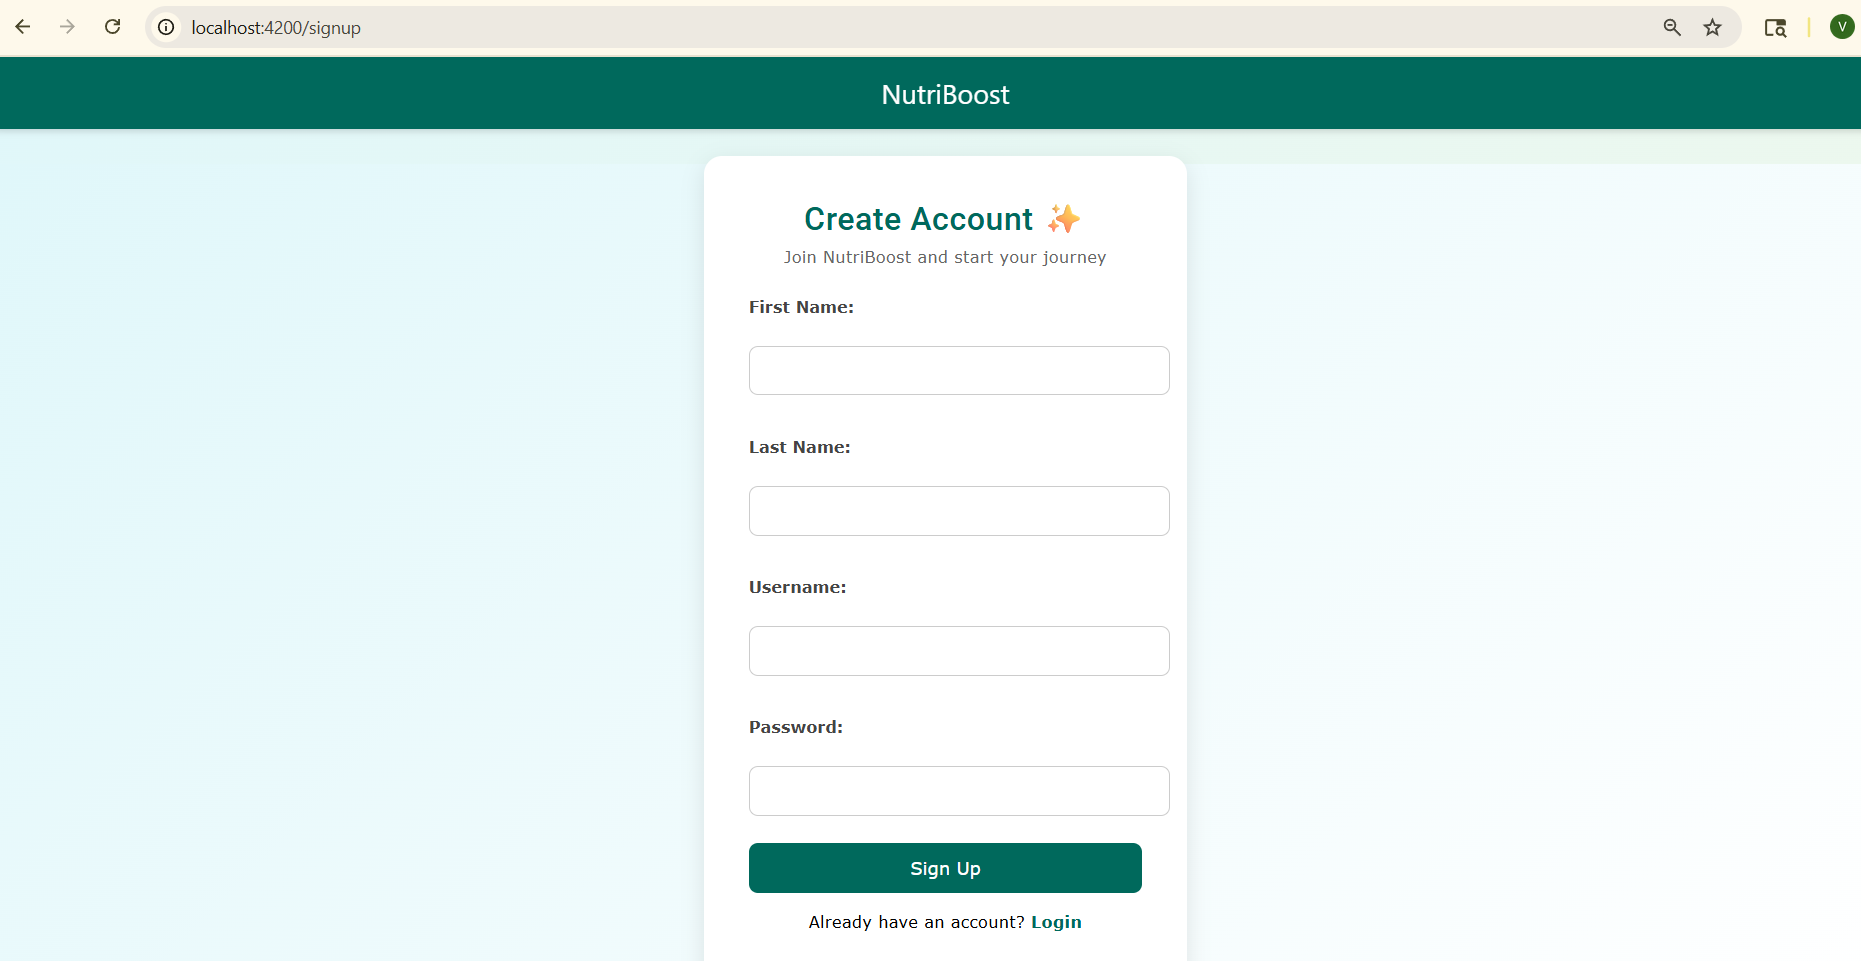 localhost:4200/signup
V
NutriBoost
Create Account ✨
Join NutriBoost and start your journey
First Name:
Last Name:
Username:
Password:
Sign Up
Already have an account? Login